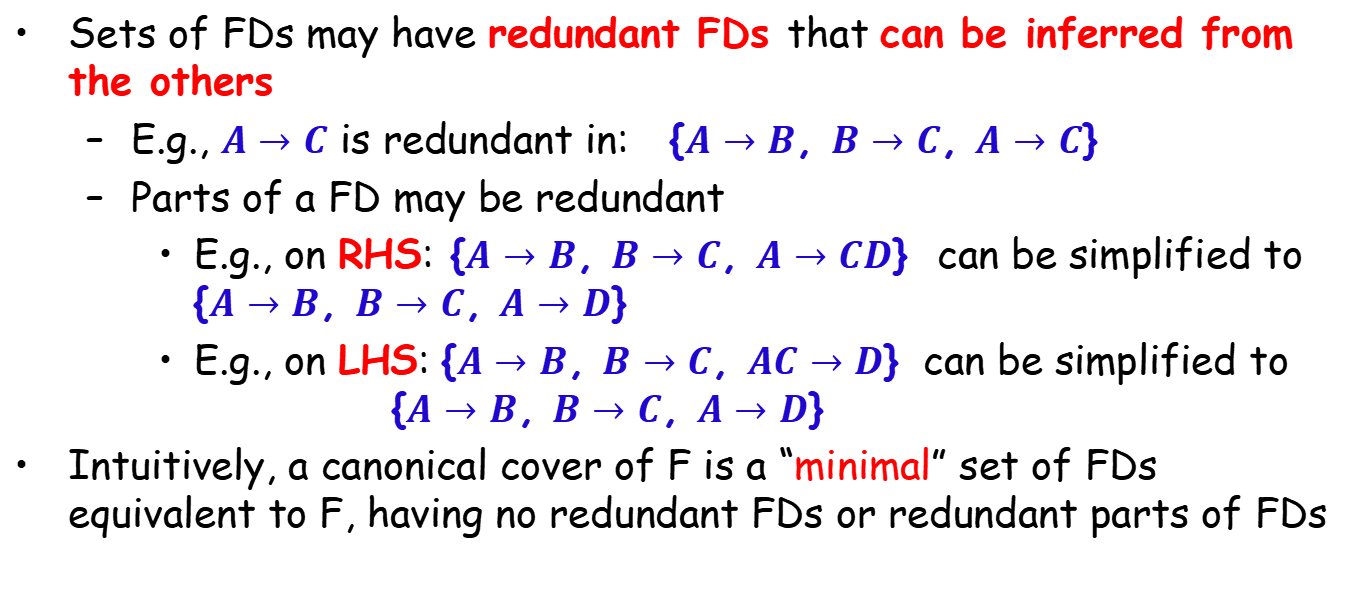 • Sets of FDs may have redundant FDs that can be inferred from
the others
– E.g., A → C is redundant in: {A → B, B → C, A → C}
– Parts of a FD may be redundant
• E.g., on RHS: {A → B, B → C, A → CD} can be simplified to
{A → B, B → C, A → D}
• E.g., on LHS: {A → B, B → C, AC → D} can be simplified to
{A → B, B → C, A → D}
• Intuitively, a canonical cover of F is a “minimal” set of FDs
equivalent to F, having no redundant FDs or redundant parts of FDs